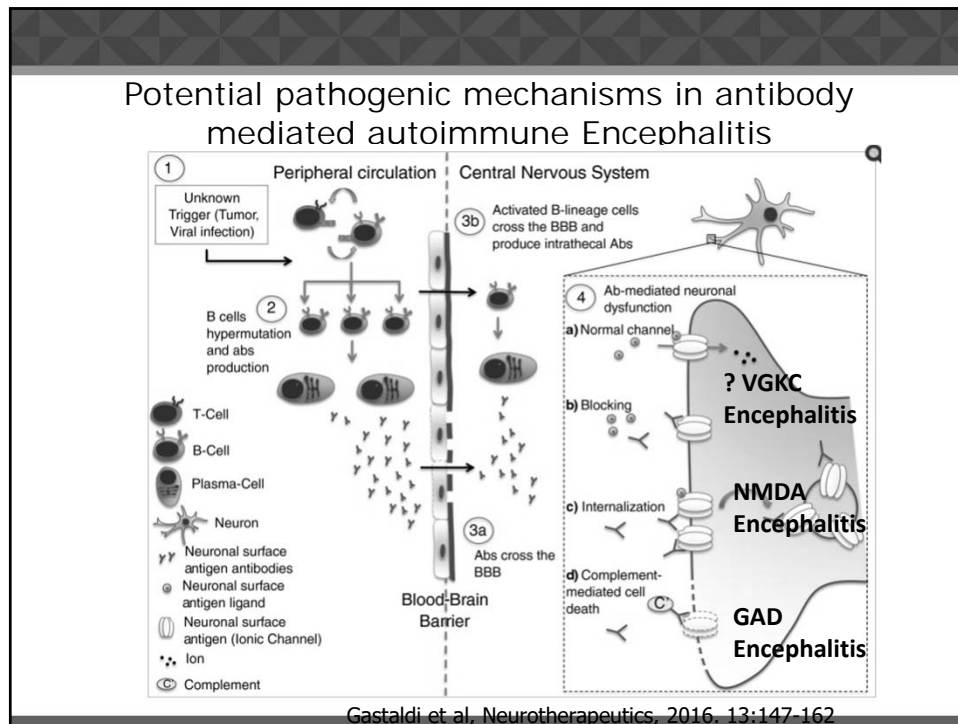 Potential pathogenic mechanisms in antibody
mediated autoimmune Encephalitis
1
Peripheral circulation
Central Nervous System
Unknown
Trigger (Tumor,
Viral infection)
3b
Activated B-lineage cells
cross the BBB and
produce intrathecal Abs
2
B cells
hypermutation
and abs
production
T-Cell
B-Cell
Plasma-Cell
Neuron
Neuronal surface
antigen antibodies
Neuronal surface
antigen ligand
Neuronal surface
antigen (Ionic Channel)
Ion
C'
Complement
3a
Abs cross the
BBB
Blood-Brain
Barrier
4
Ab-mediated neuronal
dysfunction
a) Normal channel
? VGKC
Encephalitis
b) Blocking
NMDA
Encephalitis
c) Internalization
d) Complement-
mediated cell
death
C'
GAD
Encephalitis
Gastaldi et al, Neurotherapeutics, 2016. 13:147-162